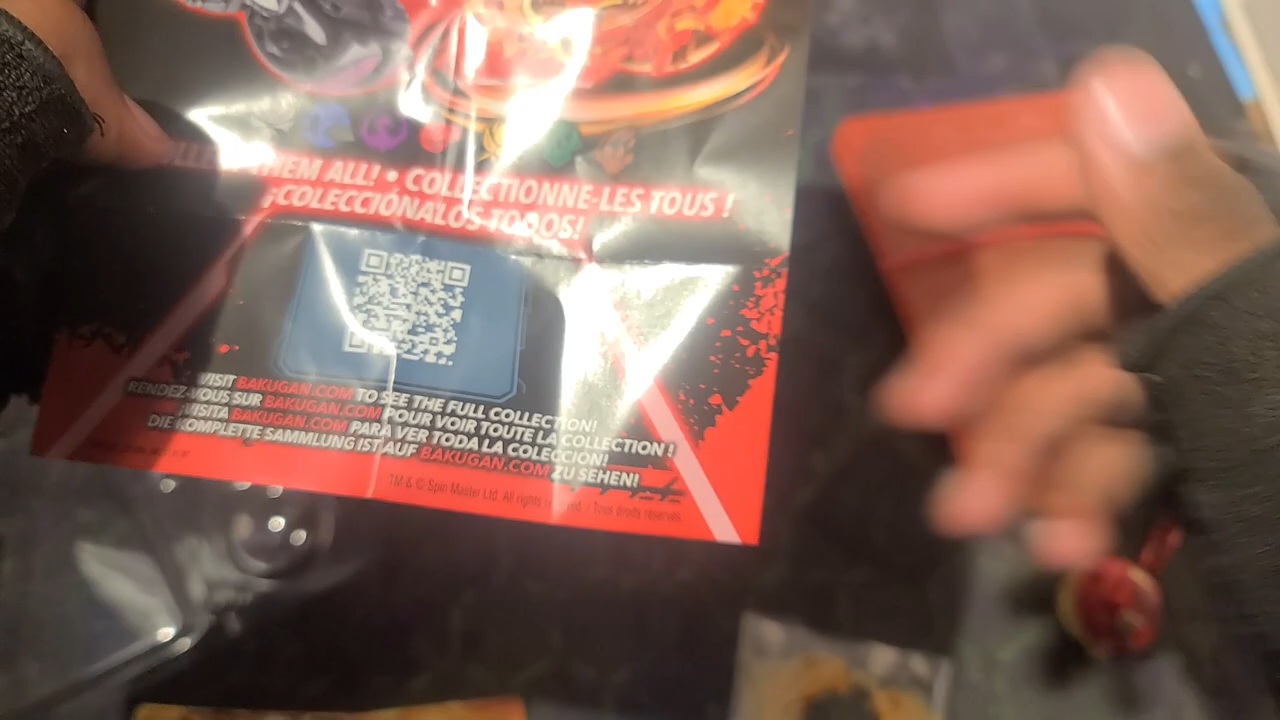 THEM ALL! • COLLECTIONNE-LES TOUS !
¡COLECCIÓNALOS TODOS!
VISIT BAKUGAN.COM TO SEE THE FULL COLLECTION!
RENDEZ-VOUS SUR BAKUGAN.COM POUR VOIR TOUTE LA COLLECTION !
¡VISITA BAKUGAN.COM PARA VER TODA LA COLECCIÓN!
DIE KOMPLETTE SAMMLUNG IST AUF BAKUGAN.COM ZU SEHEN!
TM & © Spin Master Ltd. All rights / Tous droits réservés.